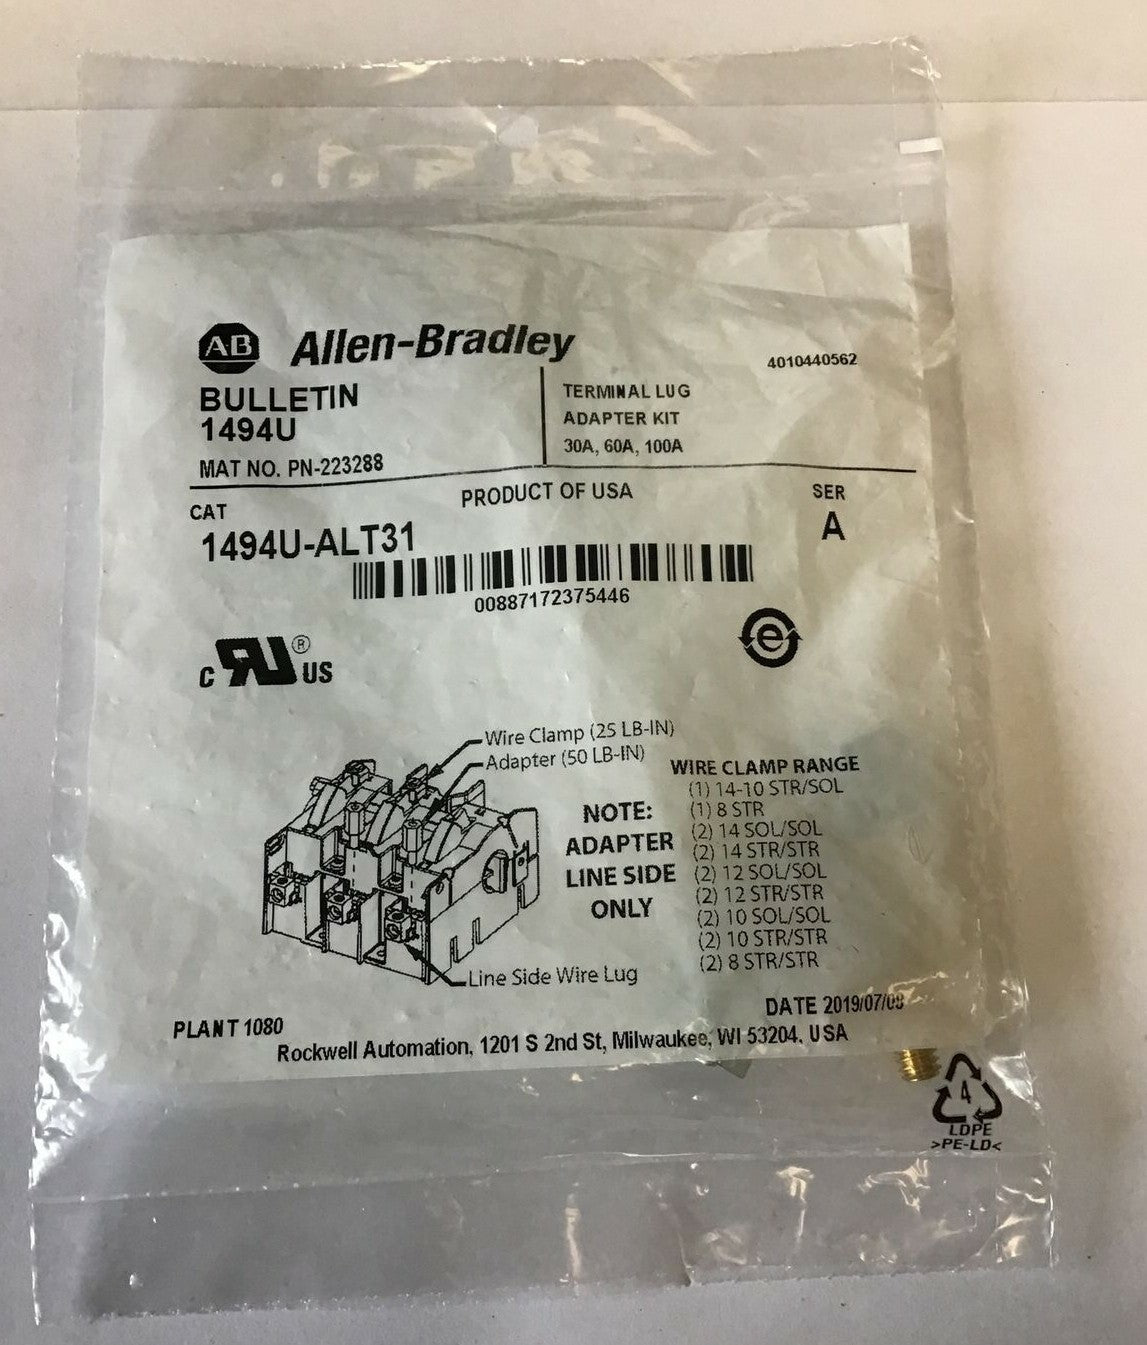 AB Allen-Bradley
4010440562
BULLETIN
1494U
MAT NO. PN-223288
TERMINAL LUG
ADAPTER KIT
30A, 60A, 100A
CAT
1494U-ALT31
PRODUCT OF USA
SER
A
00887172375446
C RU ® US
e
Wire Clamp (25 LB-IN)
Adapter (50 LB-IN)
Line Side Wire Lug
NOTE:
ADAPTER
LINE SIDE
ONLY
WIRE CLAMP RANGE
(1) 14-10 STR/SOL
(1) 8 STR
(2) 14 SOL/SOL
(2) 14 STR/STR
(2) 12 SOL/SOL
(2) 12 STR/STR
(2) 10 SOL/SOL
(2) 10 STR/STR
(2) 8 STR/STR
DATE 2019/07/08
PLANT 1080
Rockwell Automation, 1201 S 2nd St, Milwaukee, WI 53204. USA
4
LDPE
>PE-LD<